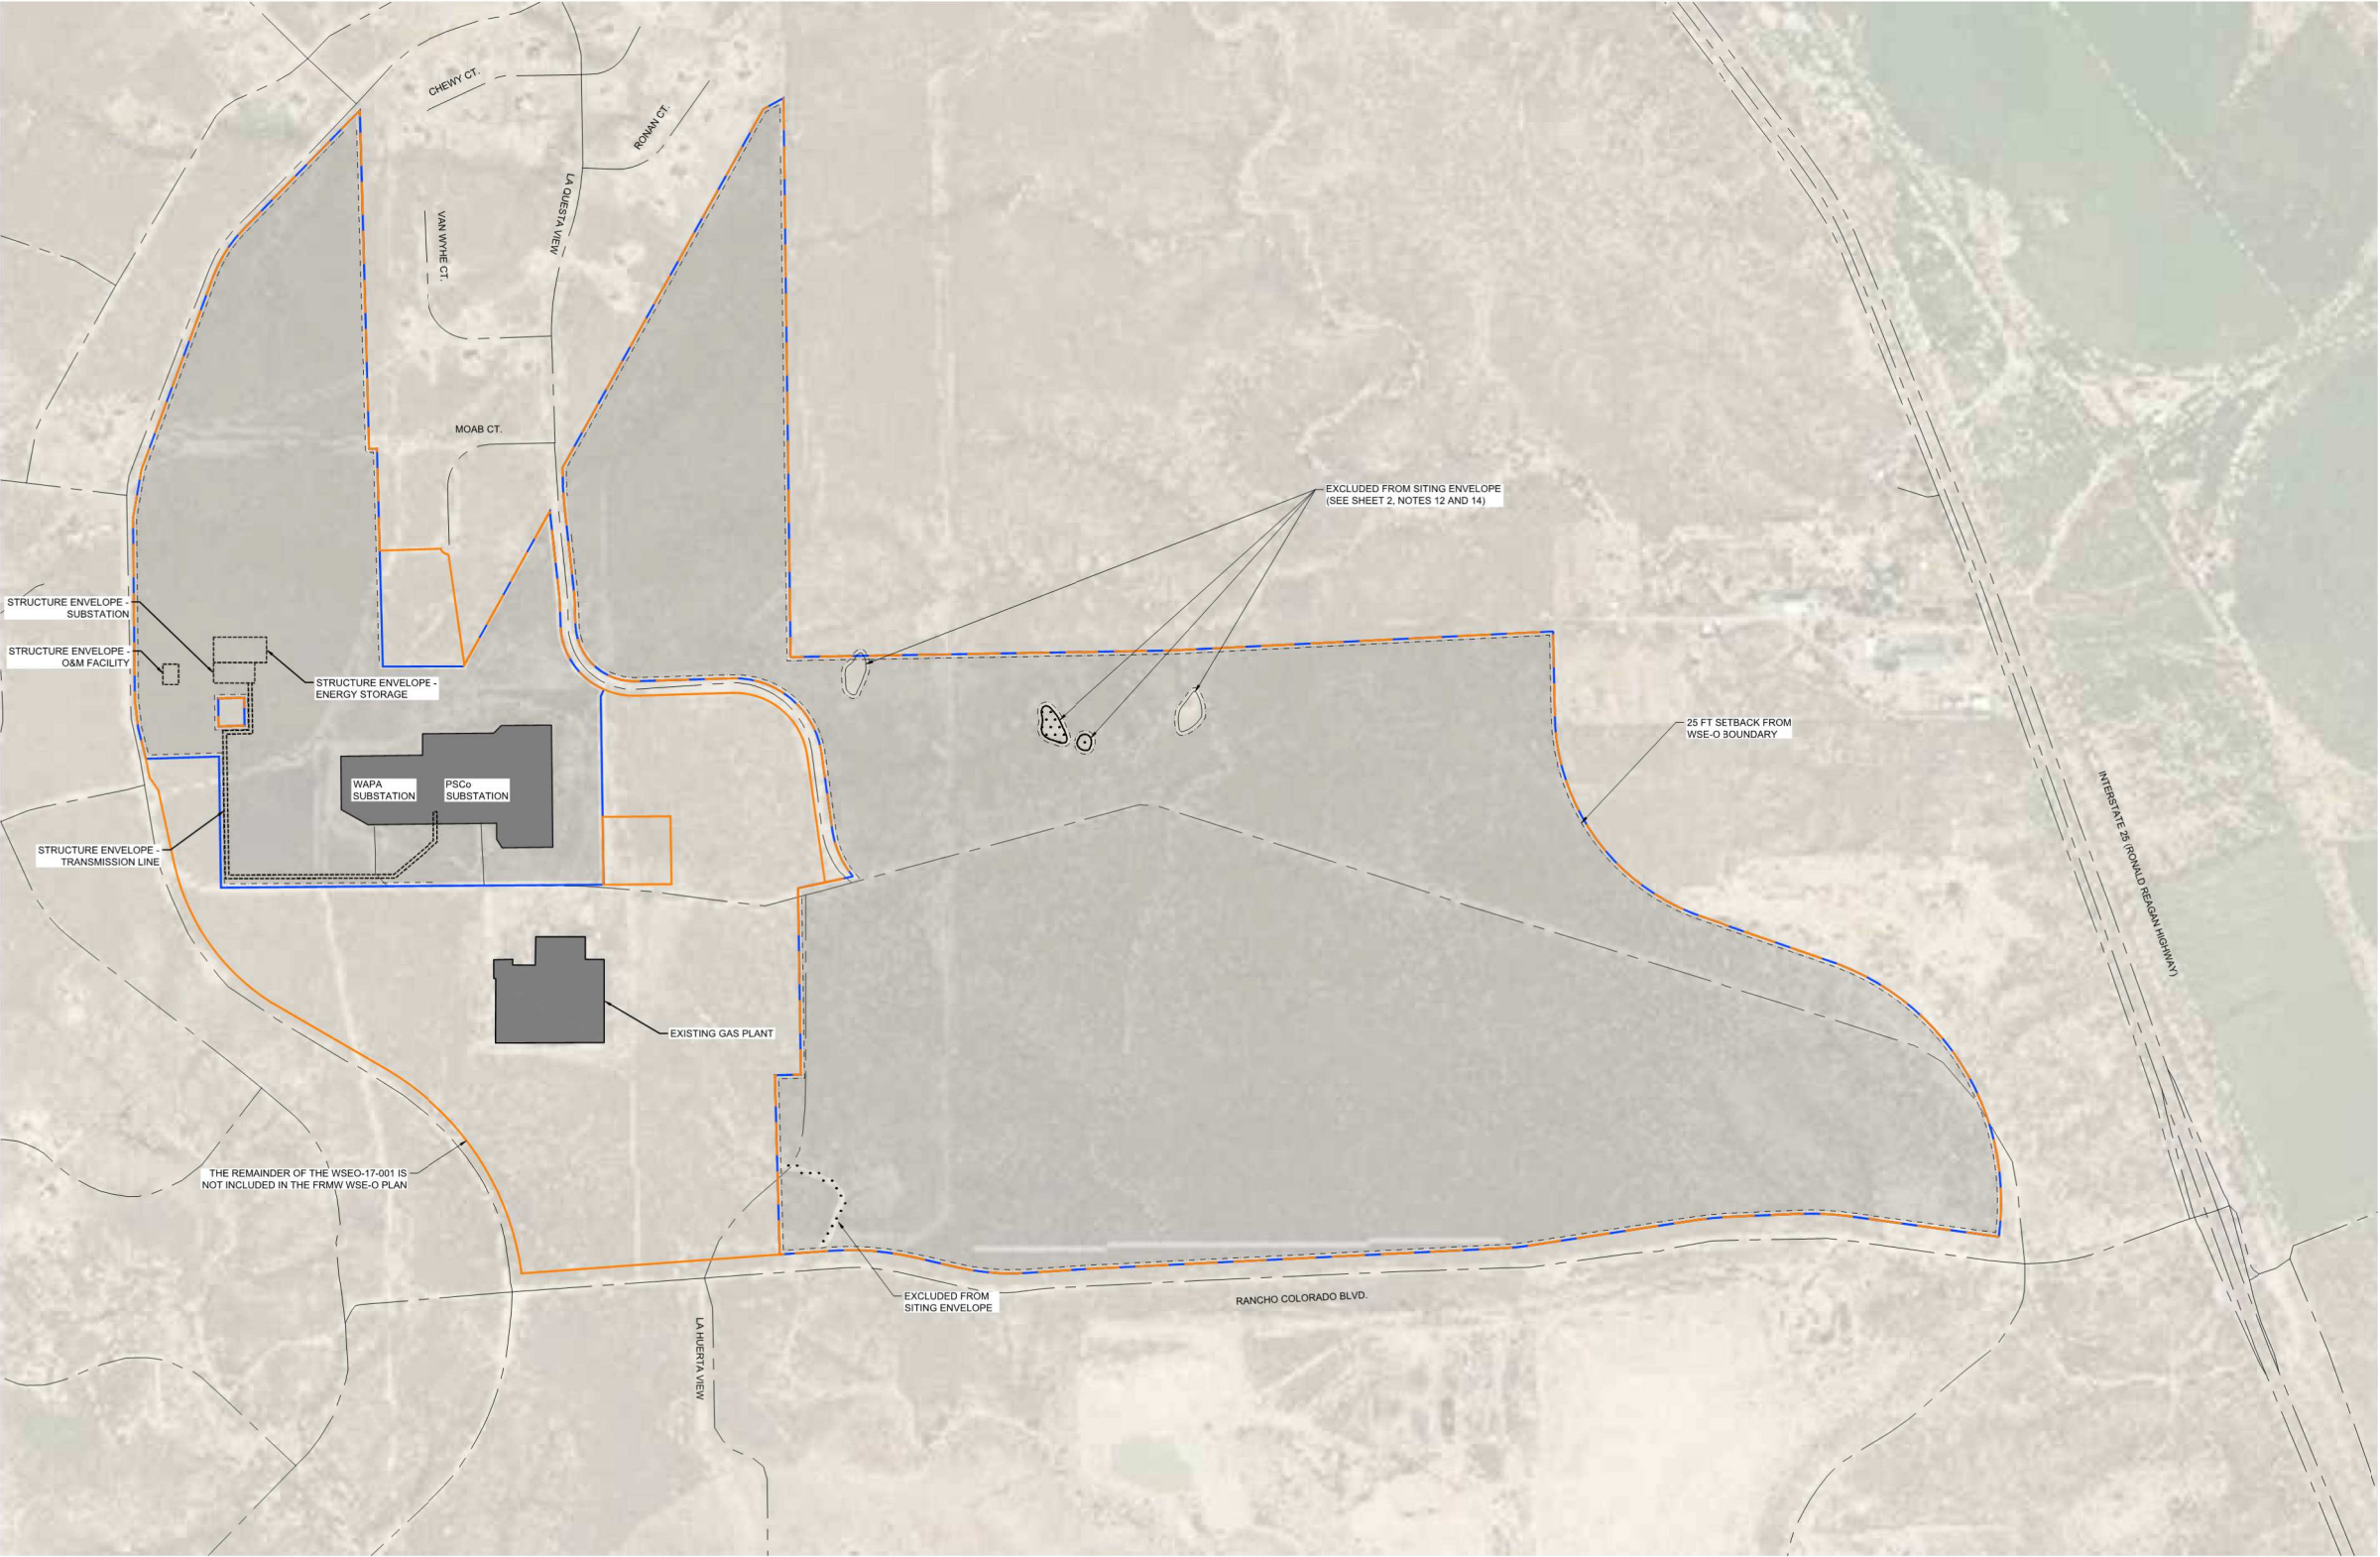 CHEWY CT.
RONAN CT.
LA QUESTA VIEW
VAN WYHE CT.
MOAB CT.
EXCLUDED FROM SITING ENVELOPE
(SEE SHEET 2, NOTES 12 AND 14)
STRUCTURE ENVELOPE -
SUBSTATION
STRUCTURE ENVELOPE -
O&M FACILITY
STRUCTURE ENVELOPE -
ENERGY STORAGE
25 FT SETBACK FROM
WSE-O BOUNDARY
WAPA
SUBSTATION
PSCo
SUBSTATION
STRUCTURE ENVELOPE -
TRANSMISSION LINE
INTERSTATE 25 (RONALD REAGAN HIGHWAY)
EXISTING GAS PLANT
THE REMAINDER OF THE WSEO-17-001 IS
NOT INCLUDED IN THE FRMW WSE-O PLAN
EXCLUDED FROM
SITING ENVELOPE
RANCHO COLORADO BLVD.
LA HUERTA VIEW